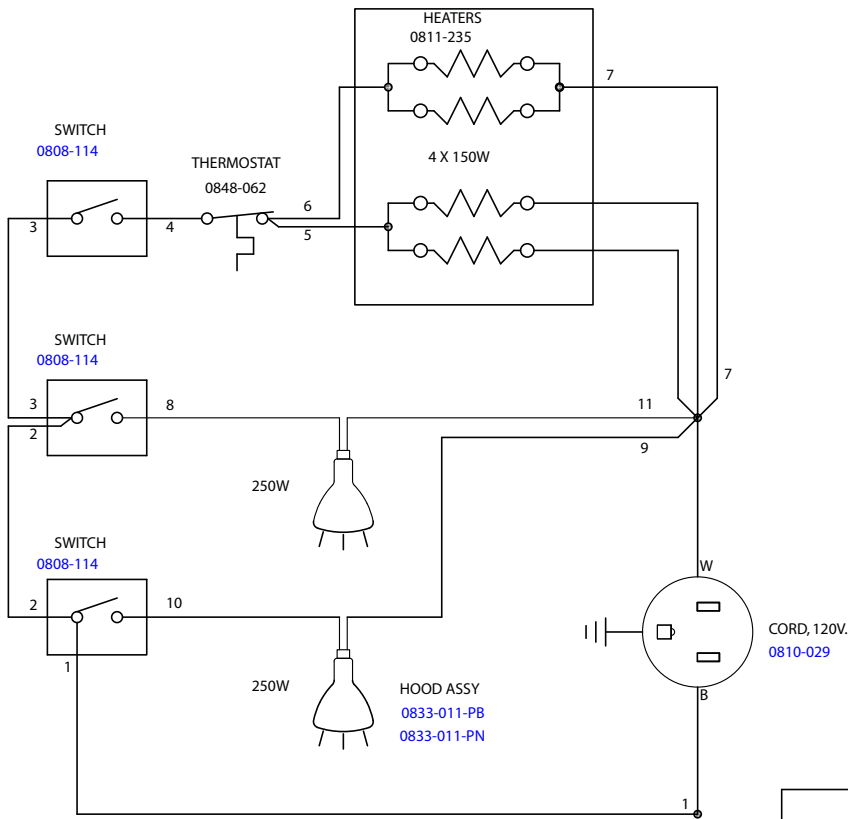 HEATERS
0811-235
7
SWITCH
0808-114
THERMOSTAT
0848-062
4 X 150W
6
3
4
5
SWITCH
0808-114
7
3
8
11
2
9
250W
SWITCH
0808-114
W
2
10
CORD, 120V.
0810-029
1
250W
HOOD ASSY
0833-011-PB
0833-011-PN
B
1